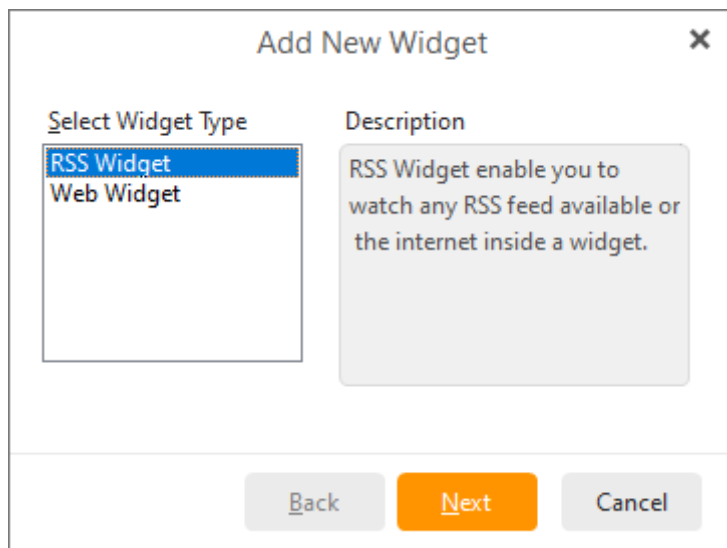 Add New Widget
Select Widget Type
RSS Widget
Web Widget
Description
RSS Widget enable you to
watch any RSS feed available or
the internet inside a widget.
Back
Next
Cancel